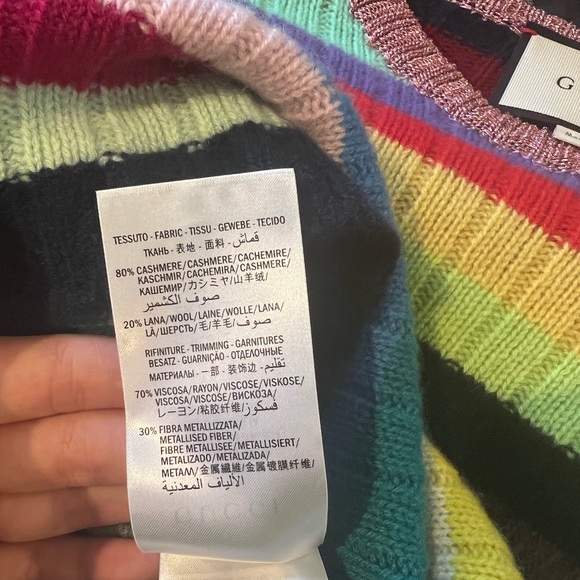 G
TESSUTO - FABRIC - TISSU - GEWEBE - TECIDO
ТКАНЬ - 表地 - 面料 - قماش
80% CASHMERE/CASHMERE/CACHEMIRE/
KASCHMIR/CACHEMIRA/CASHMERE/
КАШЕМИР/カシミヤ/山羊绒/
صوف الكشمير
20% LANA/WOOL/LAINE/WOLLE/LANA/
LÃ/ШЕРСТЬ/毛/羊毛/صوف
RIFINITURE - TRIMMING - GARNITURES
BESATZ - GUARNIÇÃO - ОТДЕЛОЧНЫЕ
МАТЕРИАЛЫ - 一部 - 装饰边 - تقليم
70% VISCOSA/RAYON/VISCOSE/VISKOSE/
VISCOSA/VISCOSE/ВИСКОЗА/
レーヨン/粘胶纤维/فسكوز
30% FIBRA METALLIZZATA/
METALLISED FIBER/
FIBRE METALLISEE/METALLISIERT/
METALIZADO/METALIZADA/
МЕТАЛ/金属繊維/金属镀膜纤维/
الألياف المعدنية
GUCCI